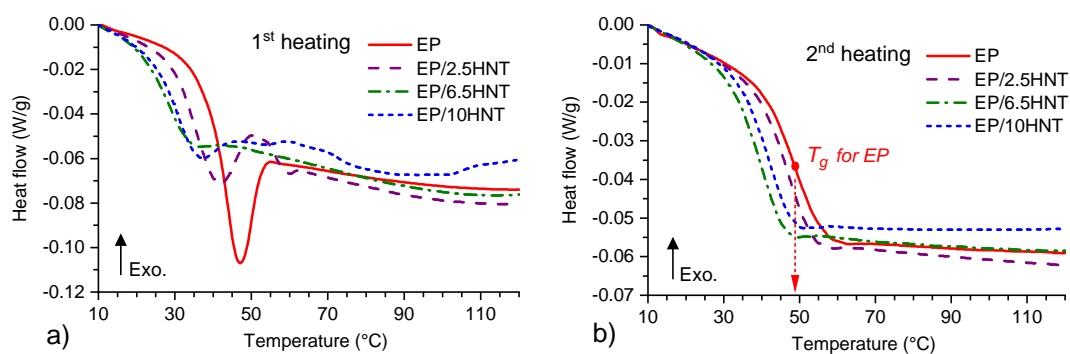 1st heating
EP
EP/2.5HNT
EP/6.5HNT
EP/10HNT
0.00
-0.02
-0.04
-0.06
-0.08
-0.10
-0.12
Heat flow (W/g)
Exo.
10
30
50
70
90
110
Temperature (°C)
a)
2nd heating
EP
EP/2.5HNT
EP/6.5HNT
EP/10HNT
Tg for EP
0.00
-0.01
-0.02
-0.03
-0.04
-0.05
-0.06
-0.07
Heat flow (W/g)
Exo.
10
30
50
70
90
110
Temperature (°C)
b)